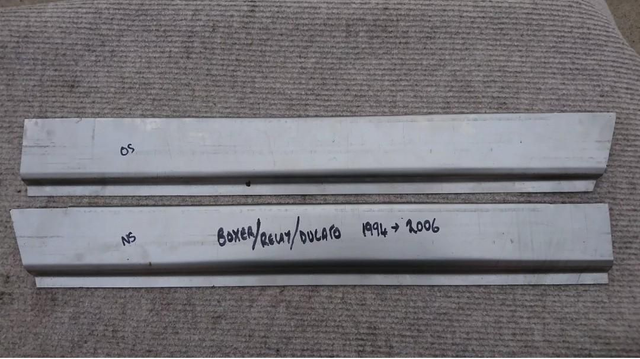 OS
NS BOXER/RELAY/DUCATO 1994→2006